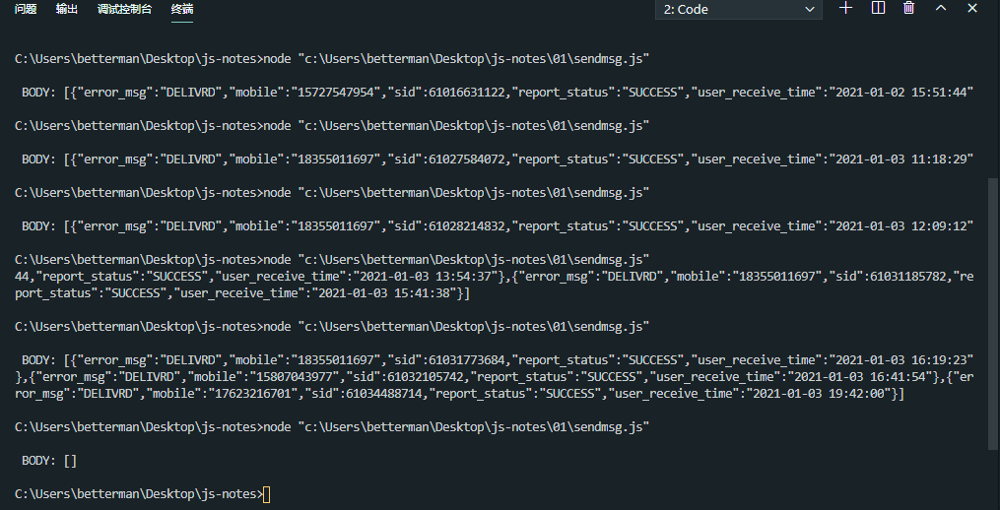 问题 输出 调试控制台 终端 2: Code
C:\Users\betterman\Desktop\js-notes>node "c:\Users\betterman\Desktop\js-notes\01\sendmsg.js"
BODY: [{"error_msg":"DELIVRD","mobile":"15727547954","sid":61016631122,"report_status":"SUCCESS","user_receive_time":"2021-01-02 15:51:44"
C:\Users\betterman\Desktop\js-notes>node "c:\Users\betterman\Desktop\js-notes\01\sendmsg.js"
BODY: [{"error_msg":"DELIVRD","mobile":"18355011697","sid":61027584072,"report_status":"SUCCESS","user_receive_time":"2021-01-03 11:18:29"
C:\Users\betterman\Desktop\js-notes>node "c:\Users\betterman\Desktop\js-notes\01\sendmsg.js"
BODY: [{"error_msg":"DELIVRD","mobile":"18355011697","sid":61028214832,"report_status":"SUCCESS","user_receive_time":"2021-01-03 12:09:12"
C:\Users\betterman\Desktop\js-notes>node "c:\Users\betterman\Desktop\js-notes\01\sendmsg.js"
44,"report_status":"SUCCESS","user_receive_time":"2021-01-03 13:54:37"},{"error_msg":"DELIVRD","mobile":"18355011697","sid":61031185782,"re
port_status":"SUCCESS","user_receive_time":"2021-01-03 15:41:38"}]
C:\Users\betterman\Desktop\js-notes>node "c:\Users\betterman\Desktop\js-notes\01\sendmsg.js"
BODY: [{"error_msg":"DELIVRD","mobile":"18355011697","sid":61031773684,"report_status":"SUCCESS","user_receive_time":"2021-01-03 16:19:23"
},{"error_msg":"DELIVRD","mobile":"15807043977","sid":61032105742,"report_status":"SUCCESS","user_receive_time":"2021-01-03 16:41:54"},{"er
ror_msg":"DELIVRD","mobile":"17623216701","sid":61034488714,"report_status":"SUCCESS","user_receive_time":"2021-01-03 19:42:00"}]
C:\Users\betterman\Desktop\js-notes>node "c:\Users\betterman\Desktop\js-notes\01\sendmsg.js"
BODY: []
C:\Users\betterman\Desktop\js-notes>